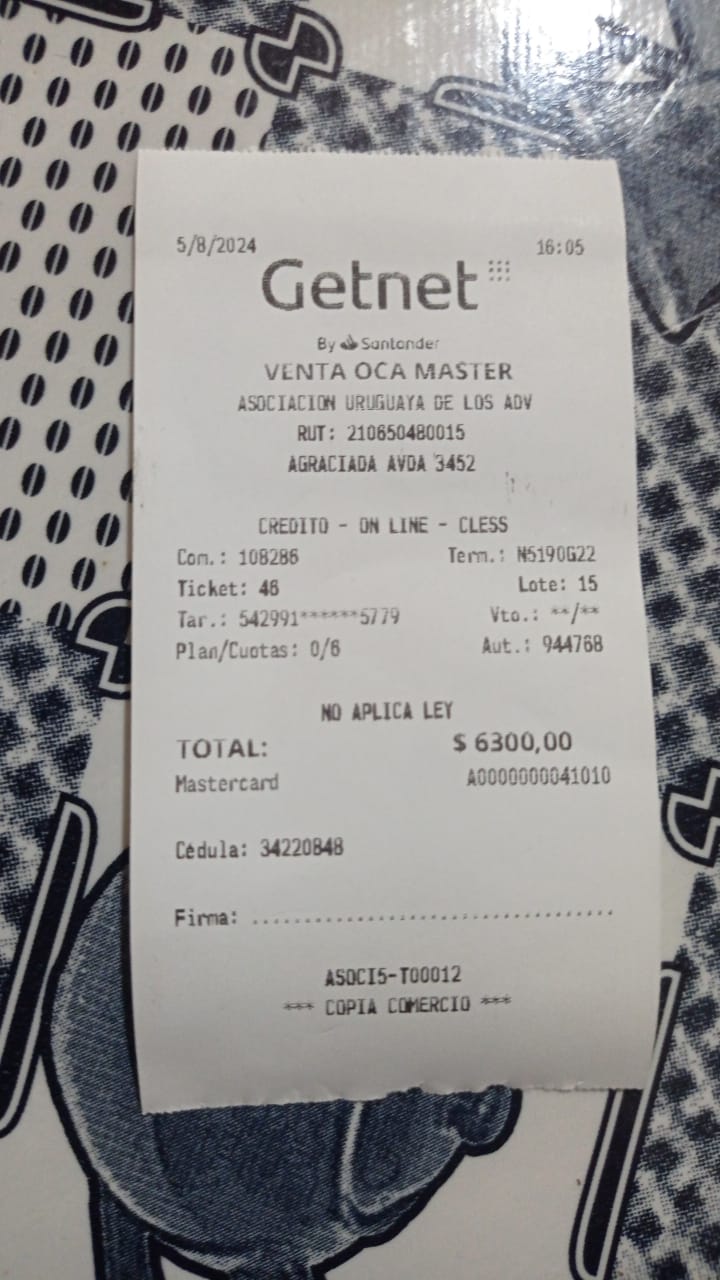 5/8/2024 16:05
Getnet
By Santander
VENTA OCA MASTER
ASOCIACION URUGUAYA DE LOS ADV
RUT: 210650480015
AGRACIADA AVDA 3452
CREDITO - ON LINE - CLESS
Com.: 108286 Term.: N5190G22
Ticket: 46 Lote: 15
Tar.: 542991******5779 Vto.: **/**
Plan/Cuotas: 0/6 Aut.: 944768
NO APLICA LEY
TOTAL: $ 6300,00
Mastercard A0000000041010
Cédula: 34220848
Firma: ....................................
ASOCI5-T00012
*** COPIA COMERCIO ***